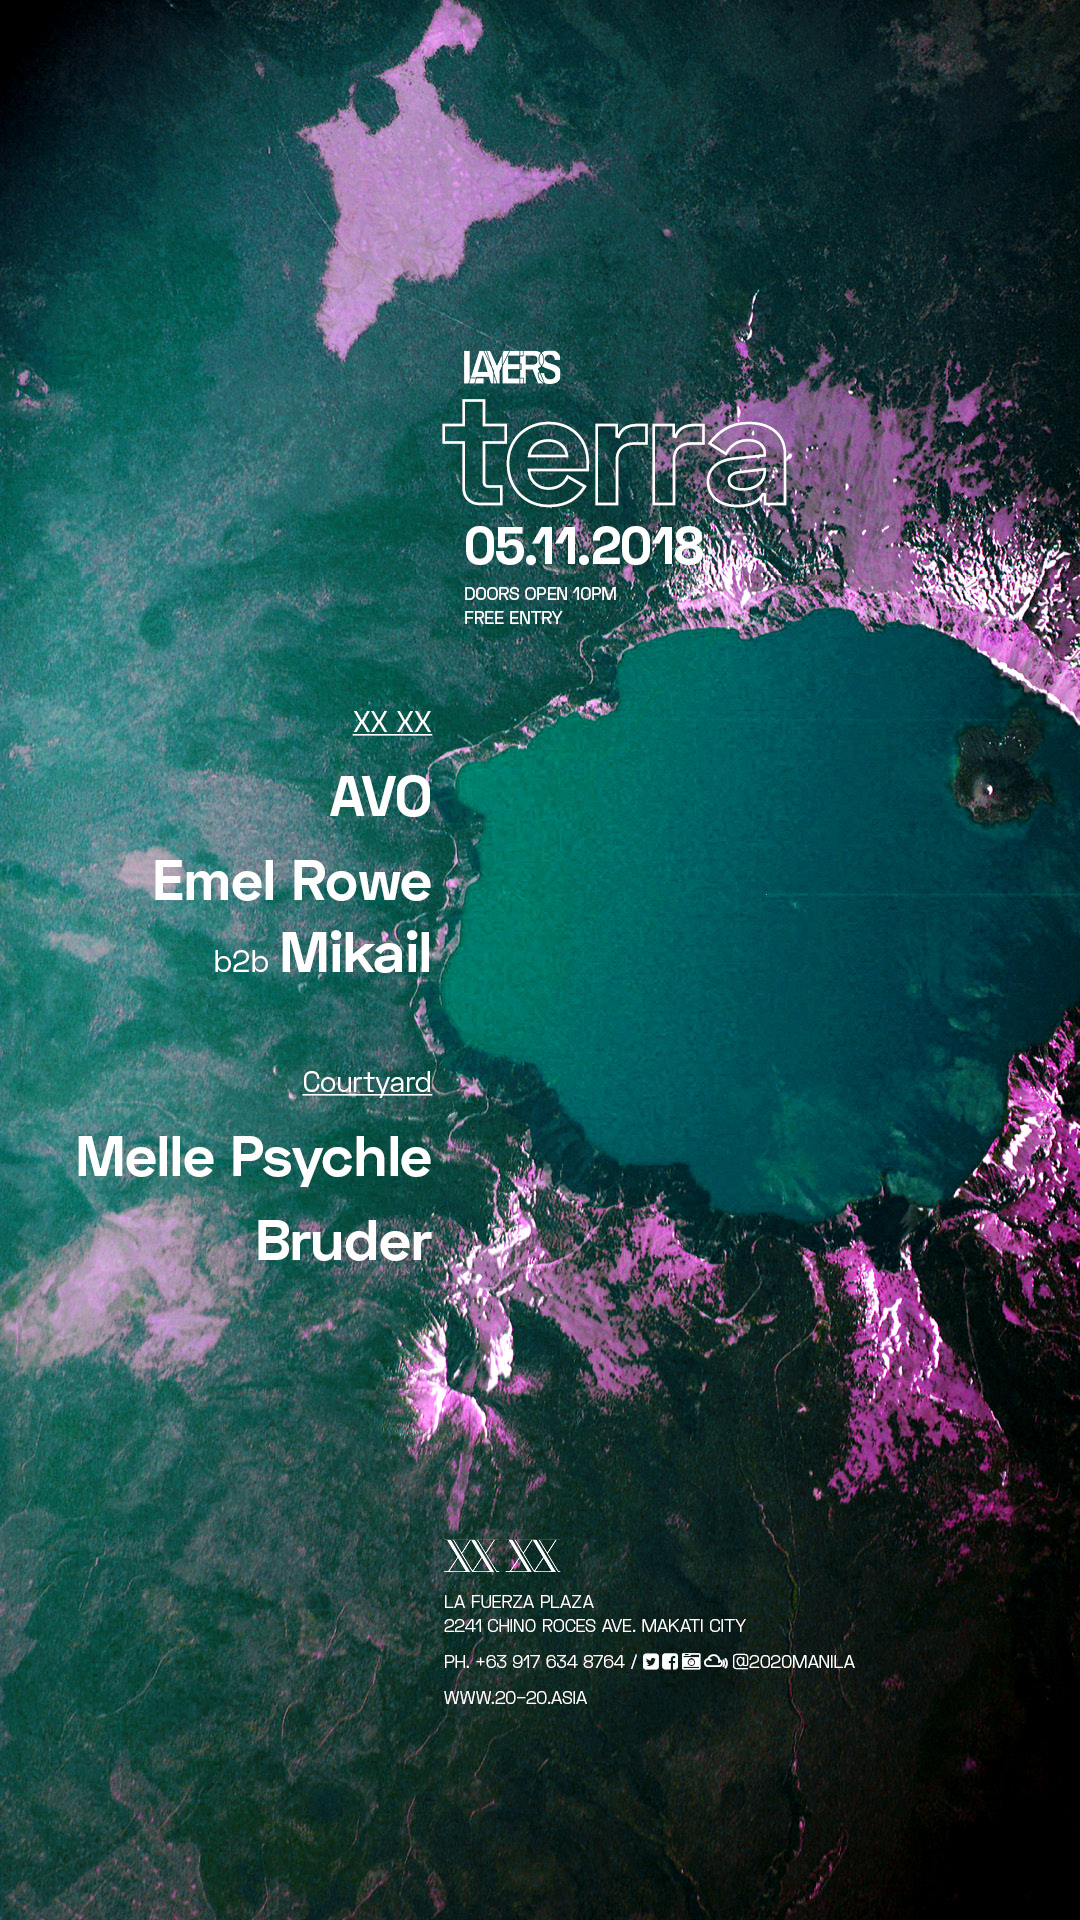 LAYERS
terra
05.11.2018
DOORS OPEN 10PM
FREE ENTRY
XX XX
AVO
Emel Rowe
b2b Mikail
Courtyard
Melle Psychle
Bruder
XX XX
LA FUERZA PLAZA
2241 CHINO ROCES AVE. MAKATI CITY
PH. +63 917 634 8764 / @2020MANILA
WWW.20-20.ASIA